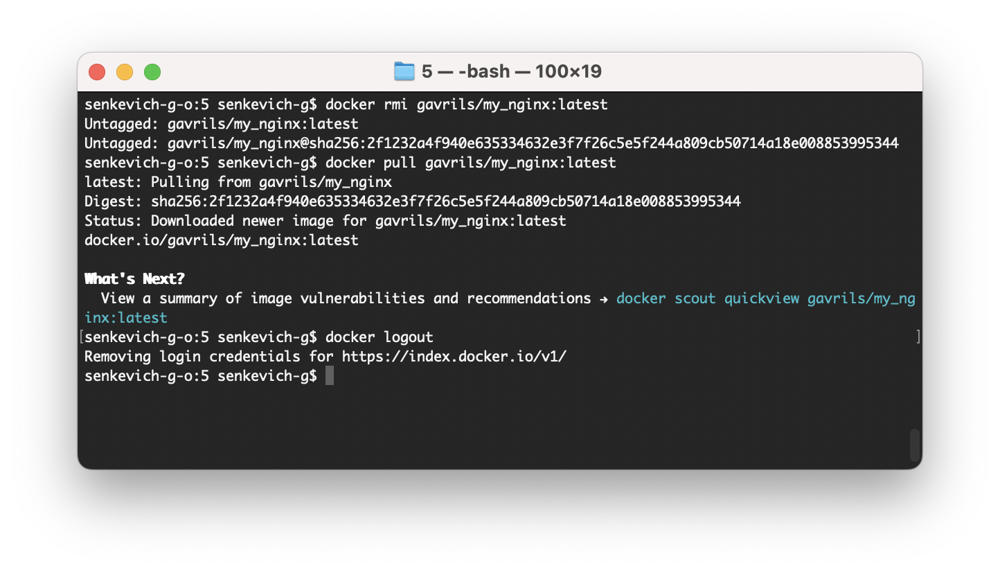 5 — -bash — 100×19
senkevich-g-o:5 senkevich-g$ docker rmi gavrils/my_nginx:latest
Untagged: gavrils/my_nginx:latest
Untagged: gavrils/my_nginx@sha256:2f1232a4f940e635334632e3f7f26c5e5f244a809cb50714a18e008853995344
senkevich-g-o:5 senkevich-g$ docker pull gavrils/my_nginx:latest
latest: Pulling from gavrils/my_nginx
Digest: sha256:2f1232a4f940e635334632e3f7f26c5e5f244a809cb50714a18e008853995344
Status: Downloaded newer image for gavrils/my_nginx:latest
docker.io/gavrils/my_nginx:latest
What's Next?
  View a summary of image vulnerabilities and recommendations → docker scout quickview gavrils/my_ng
inx:latest
[senkevich-g-o:5 senkevich-g$ docker logout ]
Removing login credentials for https://index.docker.io/v1/
senkevich-g-o:5 senkevich-g$